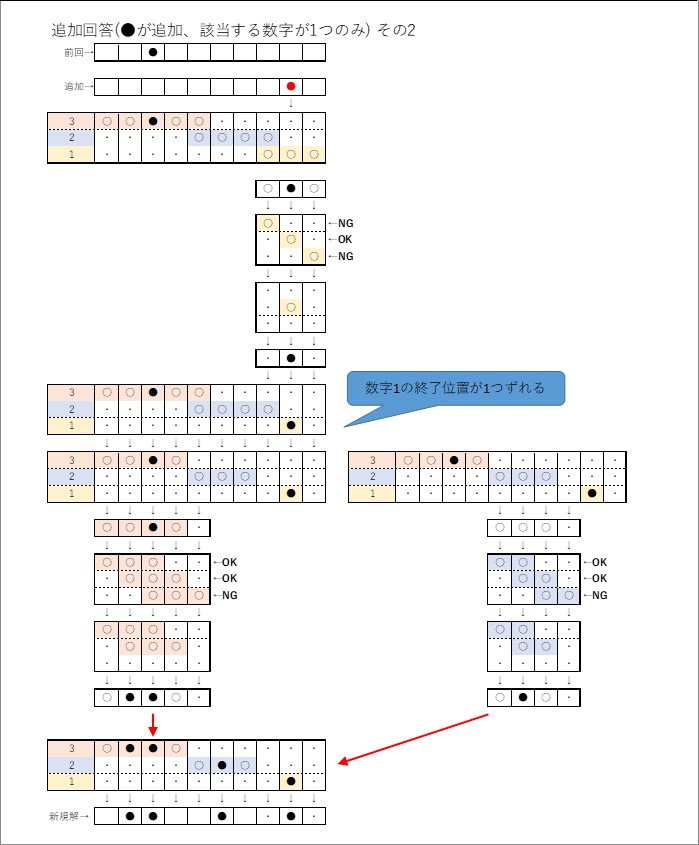 追加回答(●が追加、該当する数字が1つのみ) その2
前回→ ●
追加→ ●
↓
3 ○ ○ ● ○ ○ · · · · ·
2 · · · · ○ ○ ○ ○ · ·
1 · · · · · · · ○ ○ ○
○ ● ○
↓ ↓ ↓
○ · · ←NG
· ○ · ←OK
· · ○ ←NG
↓ ↓ ↓
· · ·
· ○ ·
· · ·
↓ ↓ ↓
· ● ·
↓ ↓ ↓
数字1の終了位置が1つずれる
3 ○ ○ ● ○ ○ · · · · ·
2 · · · · ○ ○ ○ ○ · ·
1 · · · · · · · · ● ·
↓ ↓ ↓ ↓ ↓ ↓ ↓ ↓ ↓ ↓
3 ○ ○ ● ○ · · · · · ·
2 · · · · ○ ○ ○ · · ·
1 · · · · · · · · ● ·
↓ ↓ ↓ ↓ ↓
○ ○ ● ○ ·
↓ ↓ ↓ ↓ ↓
○ ○ ○ · · ←OK
· ○ ○ ○ · ←OK
· · ○ ○ ○ ←NG
↓ ↓ ↓ ↓ ↓
○ ○ ○ · ·
· ○ ○ ○ ·
· · · · ·
↓ ↓ ↓ ↓ ↓
○ ● ● ○ ·
3 ○ ○ ● ○ · · · · · ·
2 · · · · ○ ○ ○ · · ·
1 · · · · · · · · ● ·
↓ ↓ ↓ ↓
○ ○ ○ ·
↓ ↓ ↓ ↓
○ ○ · · ←OK
· ○ ○ · ←OK
· · ○ ○ ←NG
↓ ↓ ↓ ↓
○ ○ · ·
· ○ ○ ·
· · · ·
↓ ↓ ↓ ↓
○ ● ○ ·
3 ○ ● ● ○ · · · · · ·
2 · · · · ○ ● ○ · · ·
1 · · · · · · · · ● ·
↓ ↓ ↓ ↓ ↓ ↓ ↓ ↓ ↓ ↓
新規解→ ● ● ● ● ·